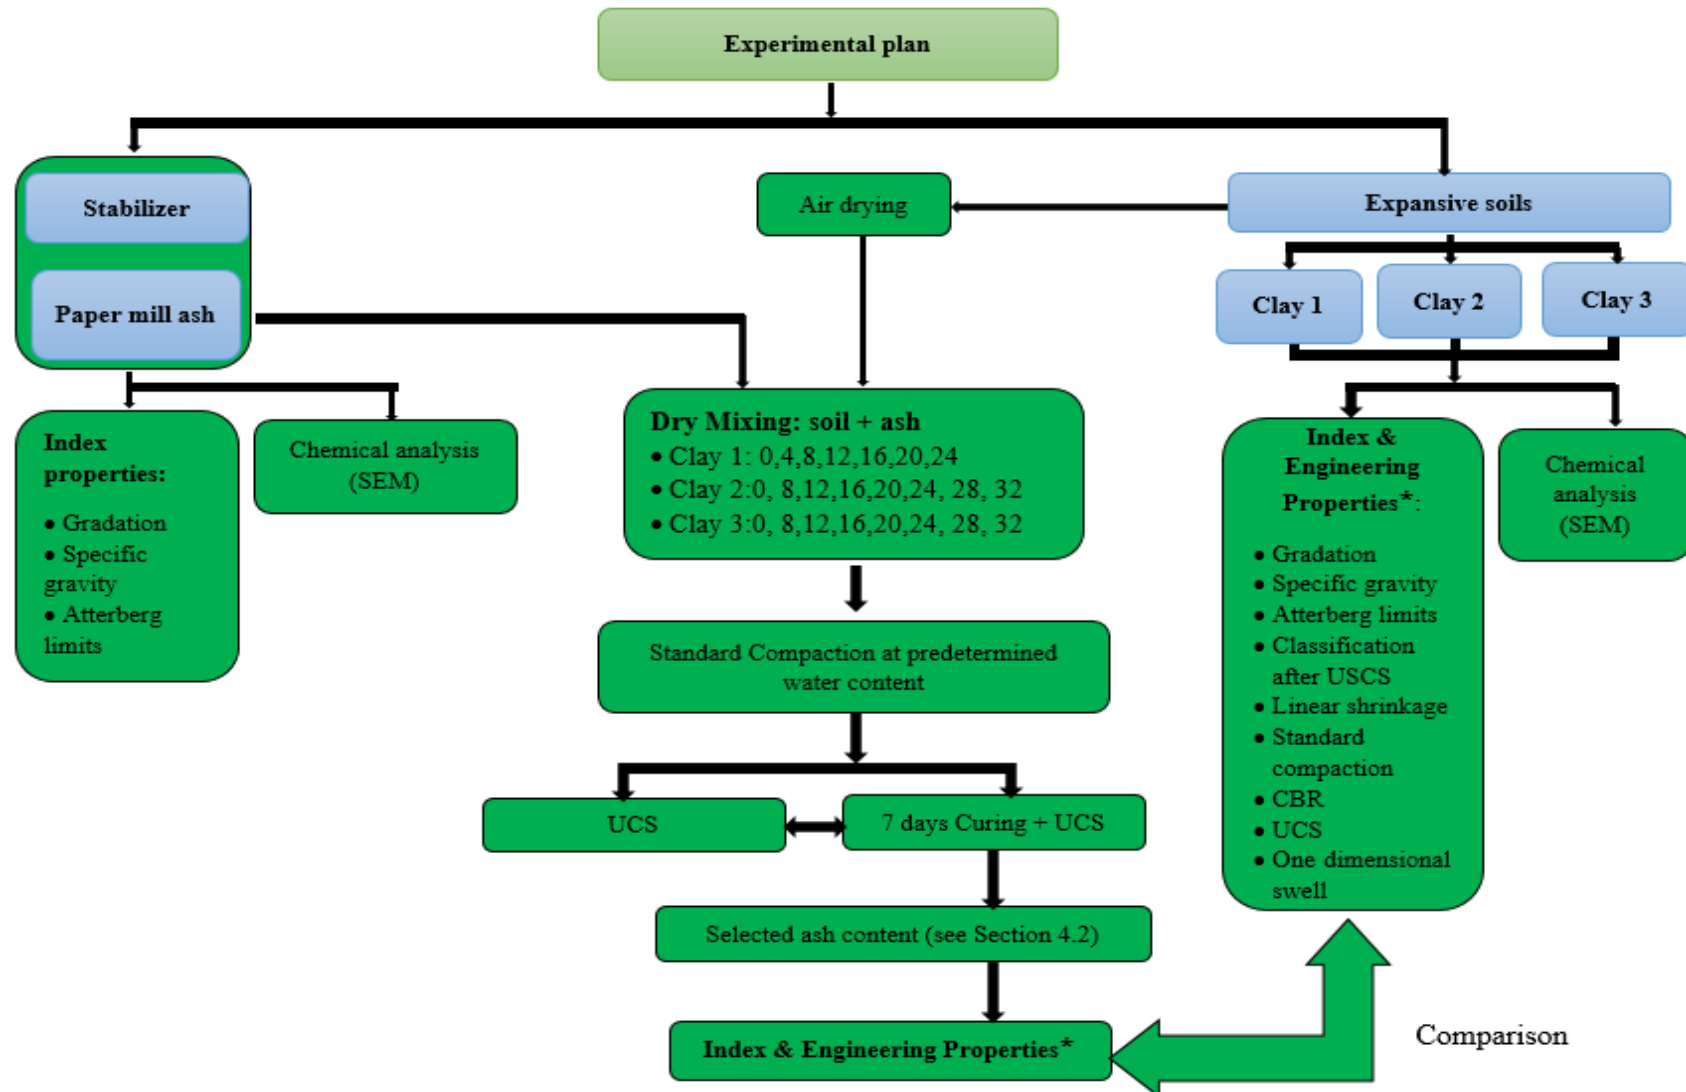 Experimental plan
Stabilizer
Paper mill ash
Air drying
Expansive soils
Clay 1
Clay 2
Clay 3
Index
properties:
• Gradation
• Specific
gravity
• Atterberg
limits
Chemical analysis
(SEM)
Dry Mixing: soil + ash
• Clay 1: 0,4,8,12,16,20,24
• Clay 2:0, 8,12,16,20,24, 28, 32
• Clay 3:0, 8,12,16,20,24, 28, 32
Index &
Engineering
Properties*:
• Gradation
• Specific gravity
• Atterberg limits
• Classification
after USCS
• Linear shrinkage
• Standard
compaction
• CBR
• UCS
• One dimensional
swell
Chemical
analysis
(SEM)
Standard Compaction at predetermined
water content
UCS
7 days Curing + UCS
Selected ash content (see Section 4.2)
Index & Engineering Properties*
Comparison